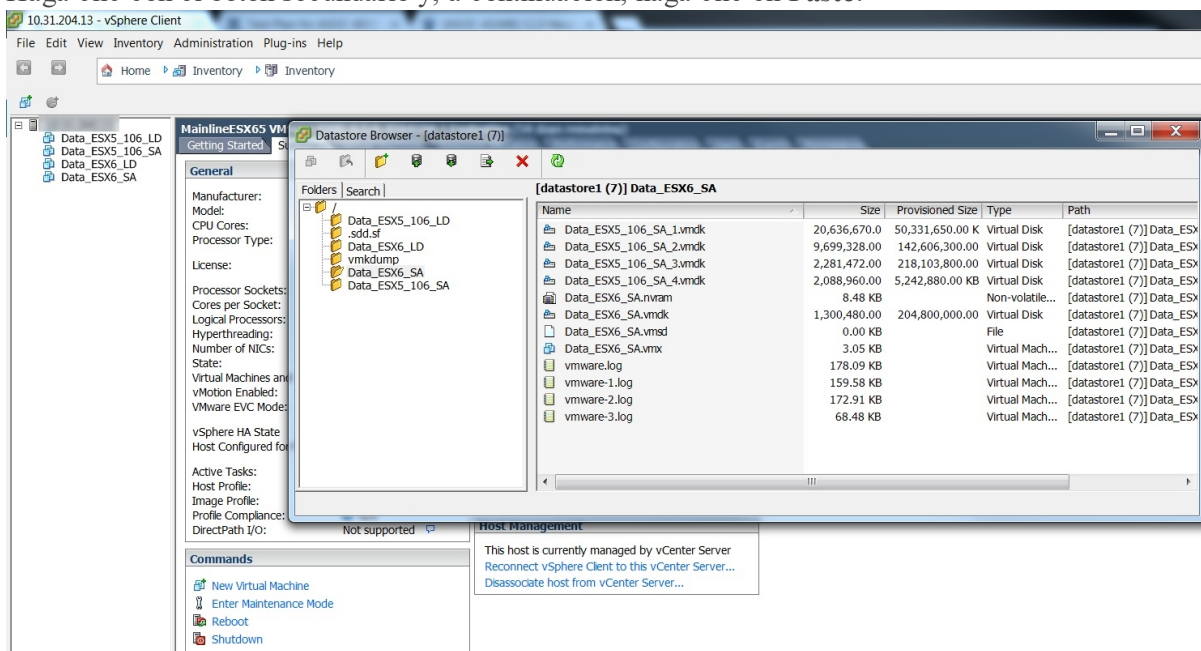 10.31.204.13 - vSphere Client
File Edit View Inventory Administration Plug-ins Help
Home Inventory Inventory
Data_ESX5_106_LD
Data_ESX5_106_SA
Data_ESX6_LD
Data_ESX6_SA
MainlineESX65 VM
Getting Started Su
General
Manufacturer:
Model:
CPU Cores:
Processor Type:
License:
Processor Sockets:
Cores per Socket:
Logical Processors:
Hyperthreading:
Number of NICs:
State:
Virtual Machines and
vMotion Enabled:
VMware EVC Mode:
vSphere HA State
Host Configured for
Active Tasks:
Host Profile:
Image Profile:
Profile Compliance:
DirectPath I/O: Not supported
Commands
New Virtual Machine
Enter Maintenance Mode
Reboot
Shutdown
Datastore Browser - [datastore1 (7)]
Folders Search
/
Data_ESX5_106_LD
.sdd.sf
Data_ESX6_LD
vmkdump
Data_ESX6_SA
Data_ESX5_106_SA
[datastore1 (7)] Data_ESX6_SA
Name Size Provisioned Size Type Path
Data_ESX5_106_SA_1.vmdk 20,636,670.0 50,331,650.00 K Virtual Disk [datastore1 (7)] Data_ESX
Data_ESX5_106_SA_2.vmdk 9,699,328.00 142,606,300.00 Virtual Disk [datastore1 (7)] Data_ESX
Data_ESX5_106_SA_3.vmdk 2,281,472.00 218,103,800.00 Virtual Disk [datastore1 (7)] Data_ESX
Data_ESX5_106_SA_4.vmdk 2,088,960.00 5,242,880.00 KB Virtual Disk [datastore1 (7)] Data_ESX
Data_ESX6_SA.nvram 8.48 KB Non-volatile... [datastore1 (7)] Data_ESX
Data_ESX6_SA.vmdk 1,300,480.00 204,800,000.00 Virtual Disk [datastore1 (7)] Data_ESX
Data_ESX6_SA.vmsd 0.00 KB File [datastore1 (7)] Data_ESX
Data_ESX6_SA.vmx 3.05 KB Virtual Mach... [datastore1 (7)] Data_ESX
vmware.log 178.09 KB Virtual Mach... [datastore1 (7)] Data_ESX
vmware-1.log 159.58 KB Virtual Mach... [datastore1 (7)] Data_ESX
vmware-2.log 172.91 KB Virtual Mach... [datastore1 (7)] Data_ESX
vmware-3.log 68.48 KB Virtual Mach... [datastore1 (7)] Data_ESX
Host Management
This host is currently managed by vCenter Server
Reconnect vSphere Client to this vCenter Server...
Disassociate host from vCenter Server...